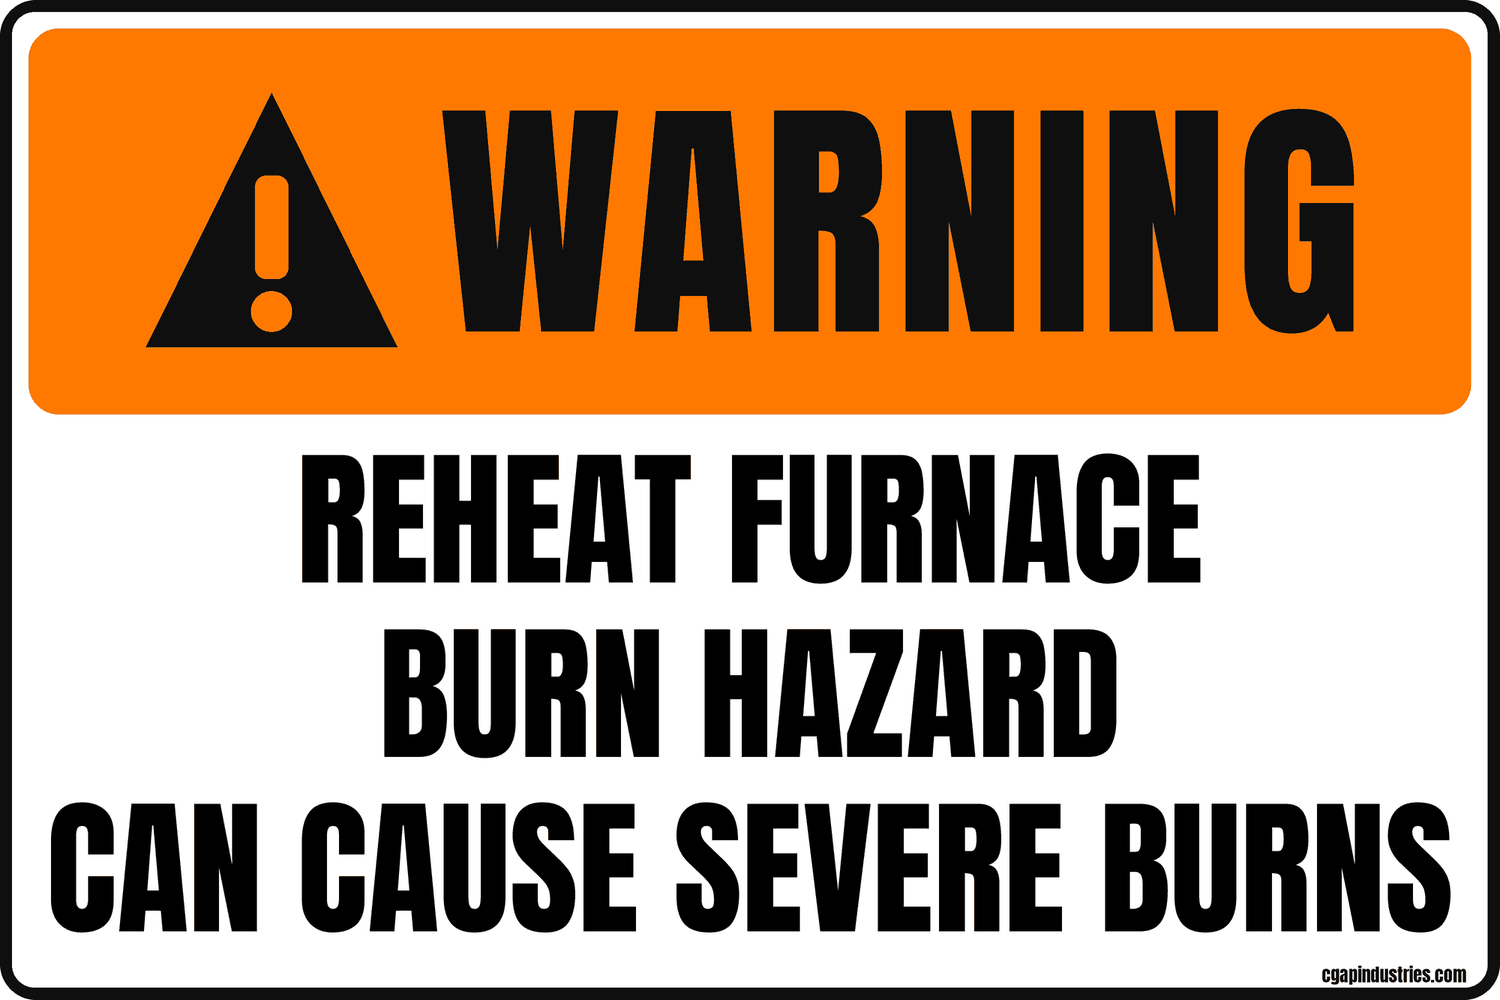 WARNING
REHEAT FURNACE
BURN HAZARD
CAN CAUSE SEVERE BURNS
cgapindustries.com